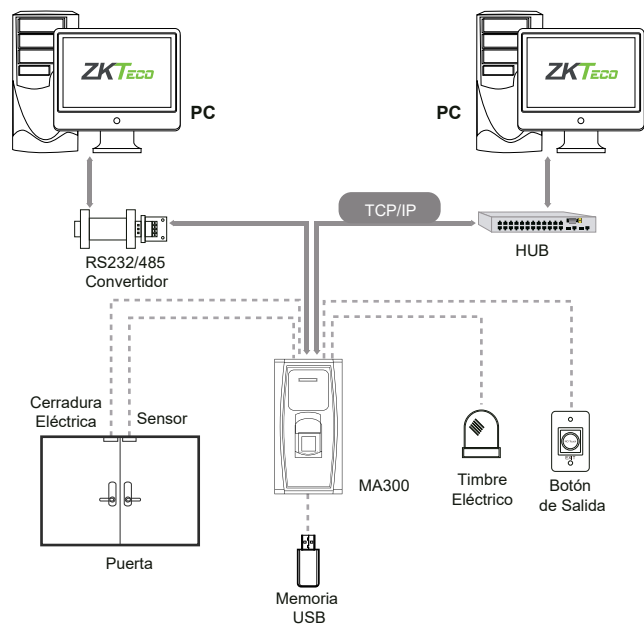 ZKTeco
PC
PC
ZKTeco
TCP/IP
RS232/485
Convertidor
HUB
Cerradura
Eléctrica
Sensor
MA300
Timbre
Eléctrico
EXIT
Botón
de Salida
Puerta
Memoria
USB